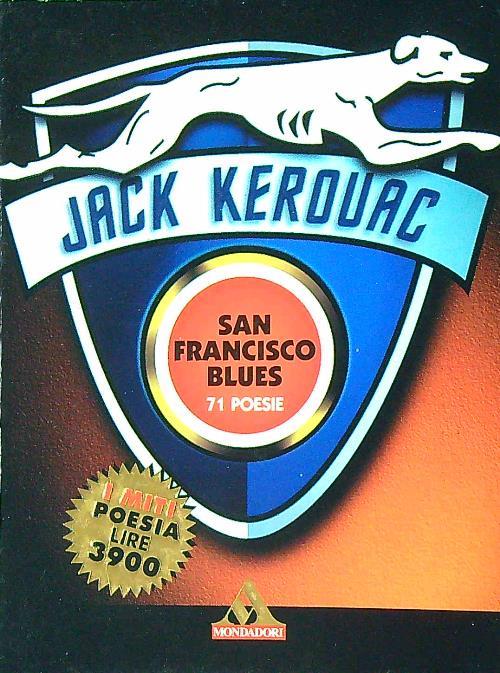 JACK KEROUAC
SAN
FRANCISCO
BLUES
71 POESIE
I MITI
POESIA
LIRE
3900
MONDADORI